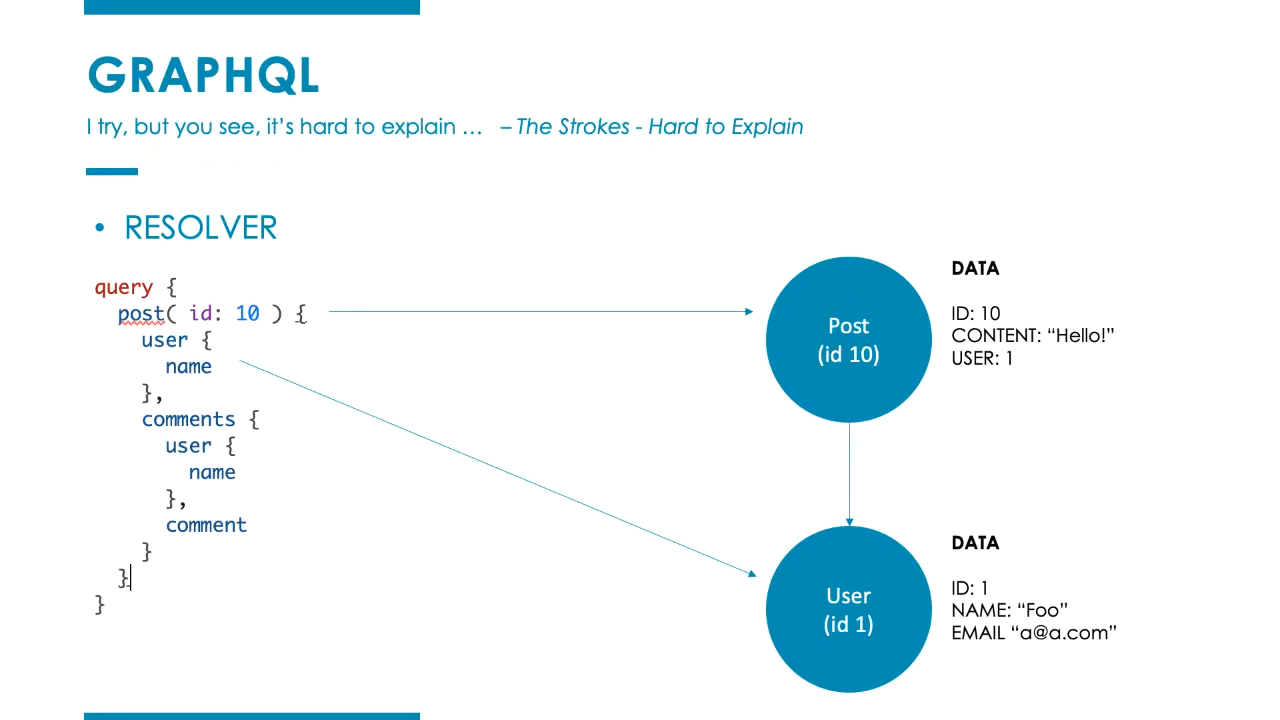 GRAPHQL
I try, but you see, it's hard to explain … – The Strokes - Hard to Explain
• RESOLVER
query {
  post( id: 10 ) {
    user {
      name
    },
    comments {
      user {
        name
      },
      comment
    }
  }
}
Post
(id 10)
DATA
ID: 10
CONTENT: “Hello!”
USER: 1
User
(id 1)
DATA
ID: 1
NAME: “Foo”
EMAIL “a@a.com”